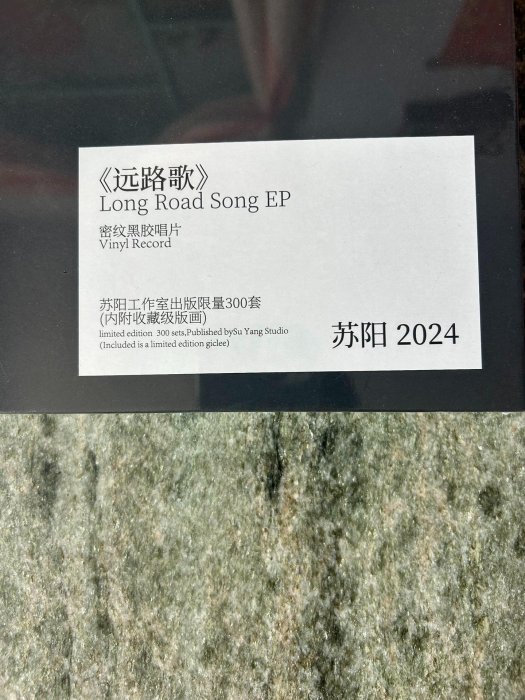 《远路歌》
Long Road Song EP
密纹黑胶唱片
Vinyl Record
苏阳工作室出版限量300套
(内附收藏级版画)
limited edition  300 sets,Published bySu Yang Studio
(Included is a limited edition giclee)
苏阳 2024